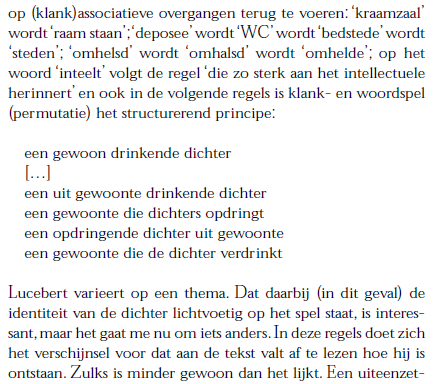 op (klank)associatieve overgangen terug te voeren: ‘kraamzaal’
wordt ‘raam staan’; ‘deposee’ wordt ‘WC’ wordt ‘bedstede’ wordt
‘steden’; ‘omhelsd’ wordt ‘omhalsd’ wordt ‘omhelde’; op het
woord ‘inteelt’ volgt de regel ‘die zo sterk aan het intellectuele
herinnert’ en ook in de volgende regels is klank- en woordspel
(permutatie) het structurerend principe:
een gewoon drinkende dichter
[…]
een uit gewoonte drinkende dichter
een gewoonte die dichters opdringt
een opdringende dichter uit gewoonte
een gewoonte die de dichter verdrinkt
Lucebert varieert op een thema. Dat daarbij (in dit geval) de
identiteit van de dichter lichtvoetig op het spel staat, is interes-
sant, maar het gaat me nu om iets anders. In deze regels doet zich
het verschijnsel voor dat aan de tekst valt af te lezen hoe hij is
ontstaan. Zulks is minder gewoon dan het lijkt. Een uiteenzet-